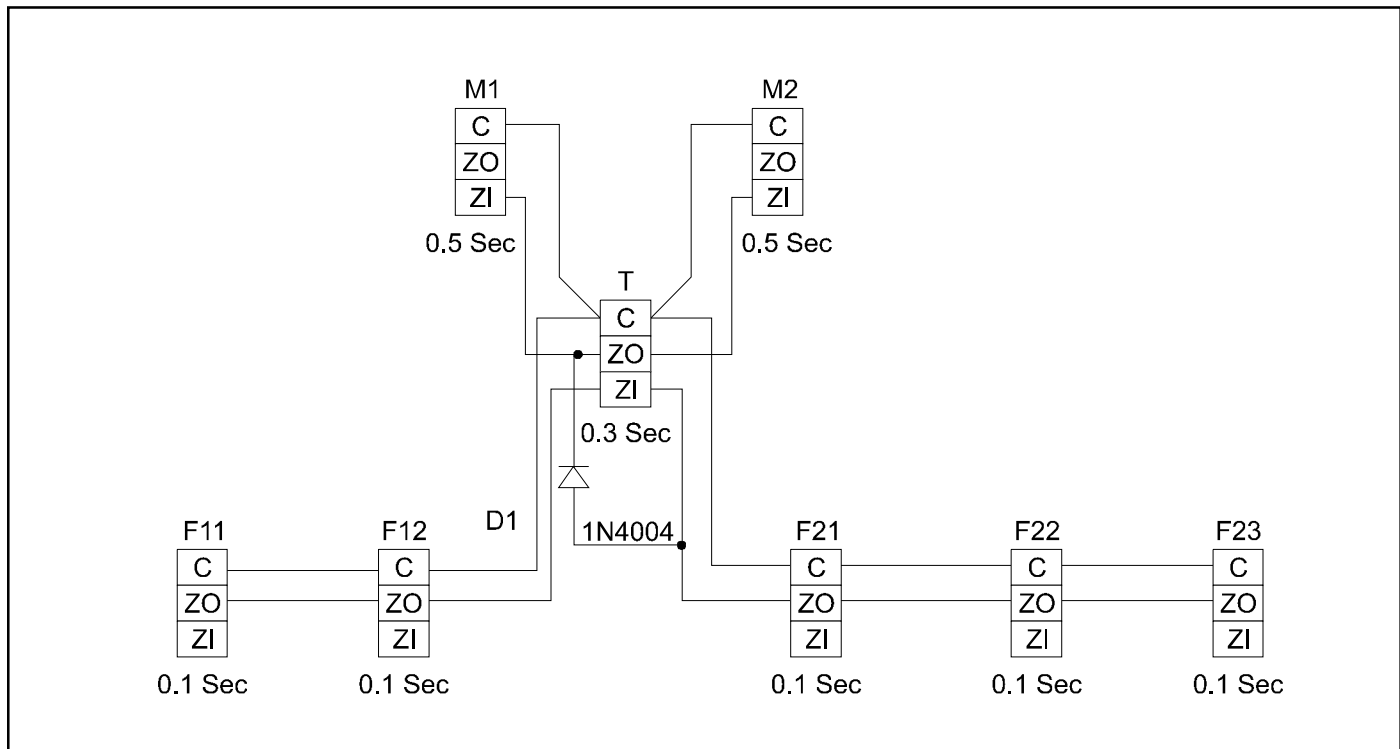 M1
C
ZO
ZI
0.5 Sec
M2
C
ZO
ZI
0.5 Sec
T
C
ZO
ZI
0.3 Sec
D1
1N4004
F11
C
ZO
ZI
0.1 Sec
F12
C
ZO
ZI
0.1 Sec
F21
C
ZO
ZI
0.1 Sec
F22
C
ZO
ZI
0.1 Sec
F23
C
ZO
ZI
0.1 Sec